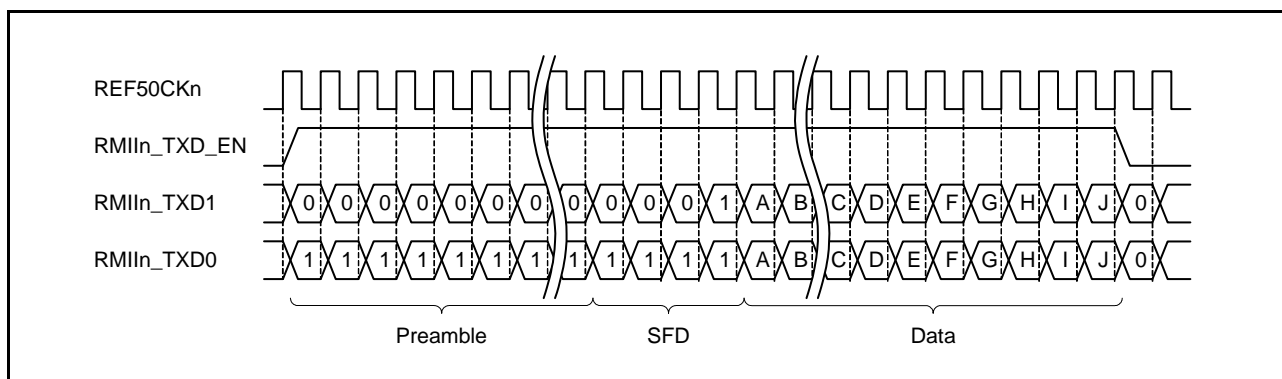 REF50CKn
RMIIn_TXD_EN
RMIIn_TXD1 0 0 0 0 0 0 0 0 0 0 0 1 A B C D E F G H I J 0
RMIIn_TXD0 1 1 1 1 1 1 1 1 1 1 1 1 A B C D E F G H I J 0
Preamble SFD Data